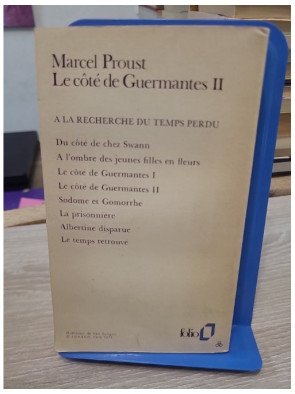 Marcel Proust
Le côté de Guermantes II
A LA RECHERCHE DU TEMPS PERDU
Du côté de chez Swann
A l'ombre des jeunes filles en fleurs
Le côté de Guermantes I
Le côté de Guermantes II
Sodome et Gomorrhe
La prisonnière
Albertine disparue
Le temps retrouvé
folio